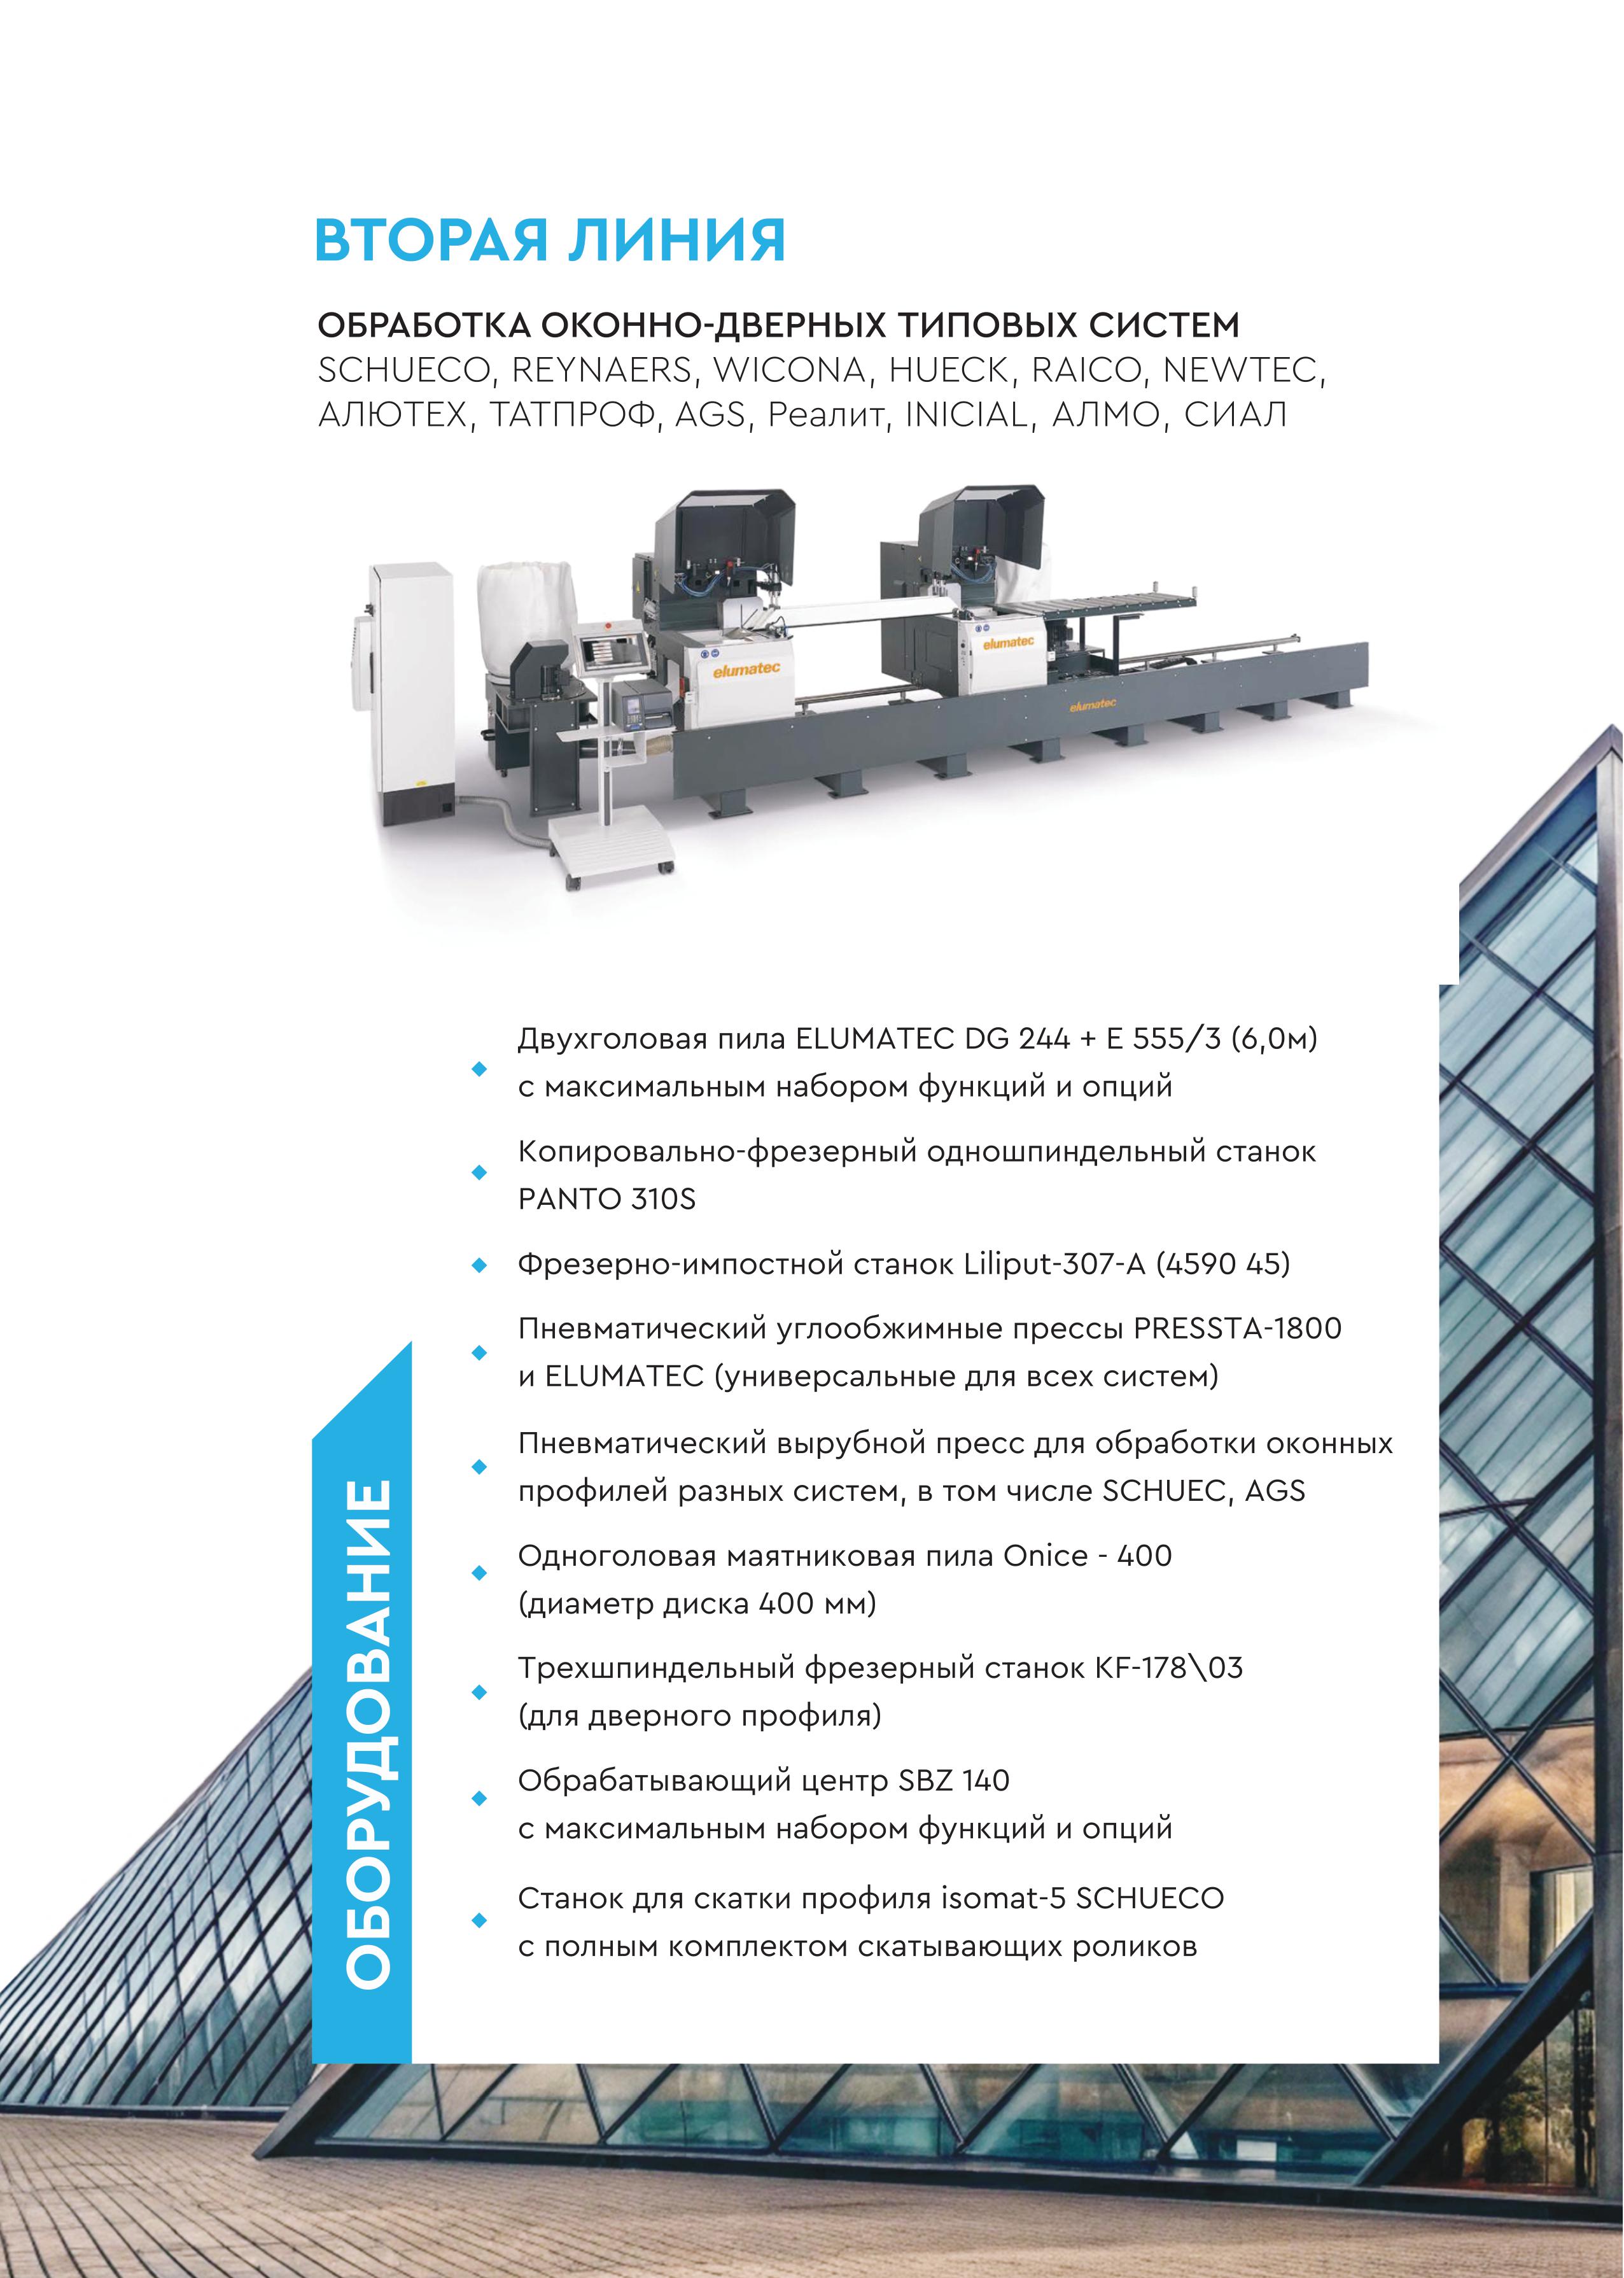 ВТОРАЯ ЛИНИЯ
ОБРАБОТКА ОКОННО-ДВЕРНЫХ ТИПОВЫХ СИСТЕМ
SCHUECO, REYNAERS, WICONA, HUECK, RAICO, NEWTEC,
АЛЮТЕХ, ТАТПРОФ, AGS, Реалит, INICIAL, АЛМО, СИАЛ
elumatec
elumatec
elumatec
Двухголовая пила ELUMATEC DG 244 + E 555/3 (6,0м)
с максимальным набором функций и опций
Копировально-фрезерный одношпиндельный станок
PANTO 310S
Фрезерно-импостной станок Liliput-307-A (4590 45)
Пневматический углообжимные прессы PRESSTA-1800
и ELUMATEC (универсальные для всех систем)
Пневматический вырубной пресс для обработки оконных
профилей разных систем, в том числе SCHUEC, AGS
Одноголовая маятниковая пила Onice - 400
(диаметр диска 400 мм)
Трехшпиндельный фрезерный станок KF-178\03
(для дверного профиля)
Обрабатывающий центр SBZ 140
с максимальным набором функций и опций
Станок для скатки профиля isomat-5 SCHUECO
с полным комплектом скатывающих роликов
ОБОРУДОВАНИЕ